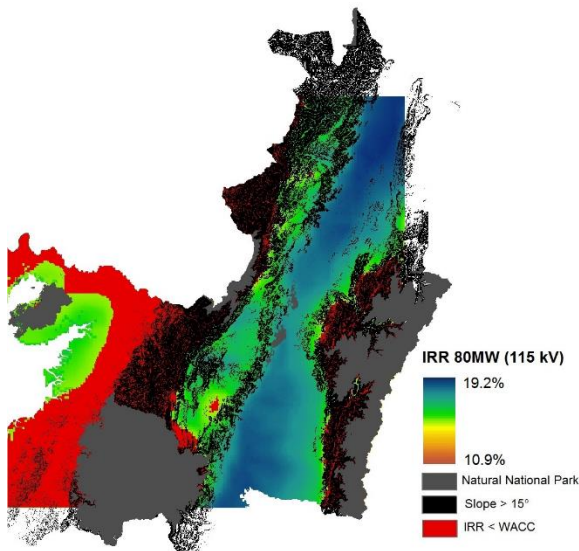 IRR 80MW (115 kV)
19.2%
10.9%
Natural National Park
Slope > 15°
IRR < WACC